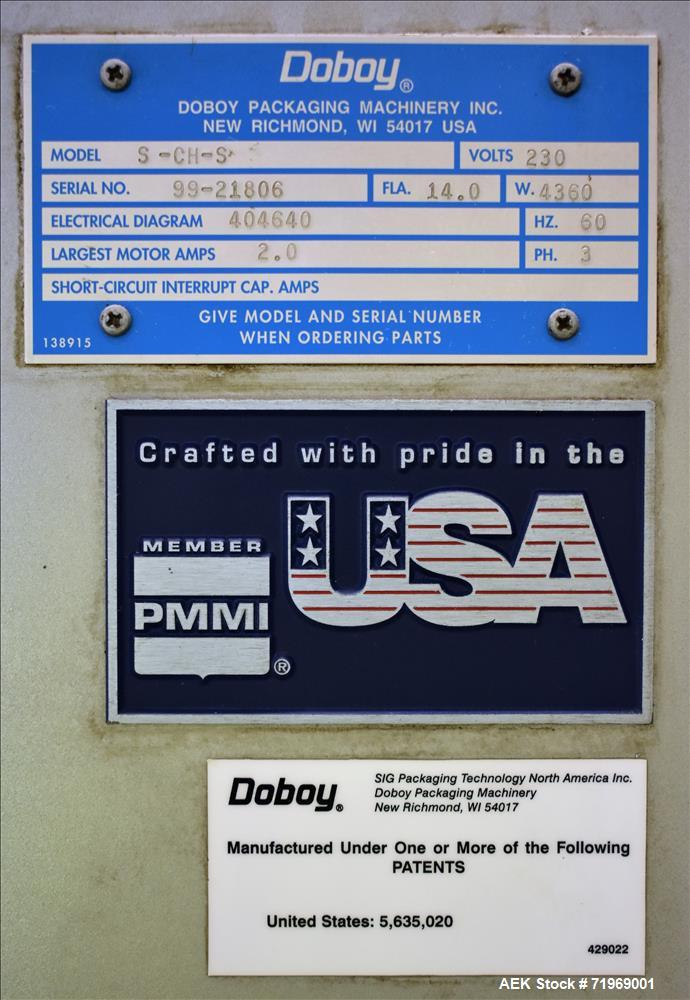 Doboy®
DOBOY PACKAGING MACHINERY INC.
NEW RICHMOND, WI 54017 USA
MODEL S-CH-S VOLTS 230
SERIAL NO. 99-21806 FLA. 14.0 W. 4360
ELECTRICAL DIAGRAM 404640 HZ. 60
LARGEST MOTOR AMPS 2.0 PH. 3
SHORT-CIRCUIT INTERRUPT CAP. AMPS
GIVE MODEL AND SERIAL NUMBER
WHEN ORDERING PARTS
138915
Crafted with pride in the
USA
MEMBER
PMMI®
Doboy®
SIG Packaging Technology North America Inc.
Doboy Packaging Machinery
New Richmond, WI 54017
Manufactured Under One or More of the Following
PATENTS
United States: 5,635,020
429022
AEK Stock # 71969001